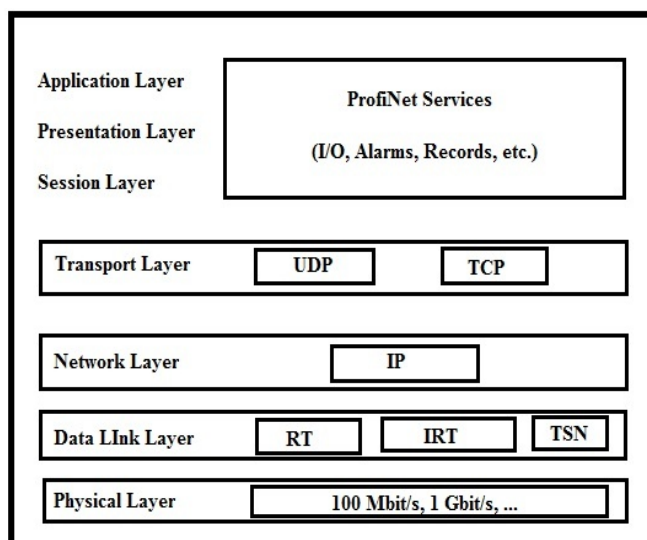 Application Layer
ProfiNet Services
Presentation Layer
(I/O, Alarms, Records, etc.)
Session Layer
Transport Layer UDP TCP
Network Layer IP
Data LInk Layer RT IRT TSN
Physical Layer 100 Mbit/s, 1 Gbit/s, ...